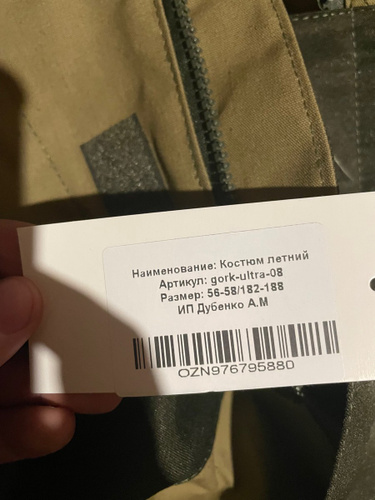 Наименование: Костюм летний
Артикул: gork-ultra-08
Размер: 56-58/182-188
ИП Дубенко А.М
OZN976795880